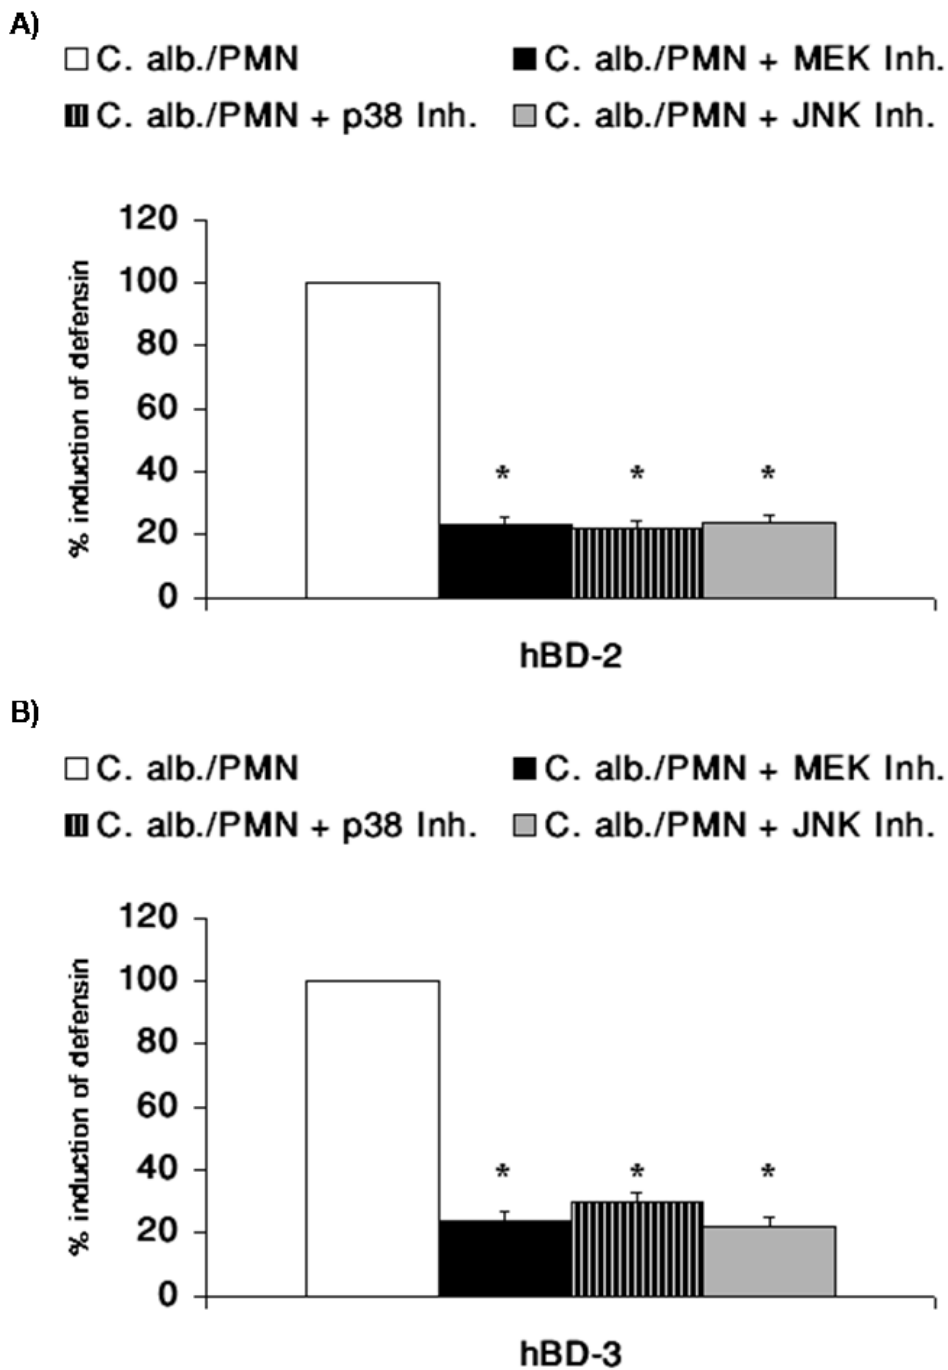 A)
C. alb./PMN
C. alb./PMN + MEK Inh.
C. alb./PMN + p38 Inh.
C. alb./PMN + JNK Inh.
% induction of defensin
120
100
80
60
40
20
0
* * *
hBD-2
B)
C. alb./PMN
C. alb./PMN + MEK Inh.
C. alb./PMN + p38 Inh.
C. alb./PMN + JNK Inh.
% induction of defensin
120
100
80
60
40
20
0
* * *
hBD-3